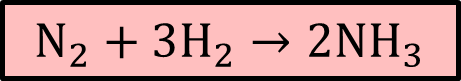 N₂ + 3H₂ → 2NH₃